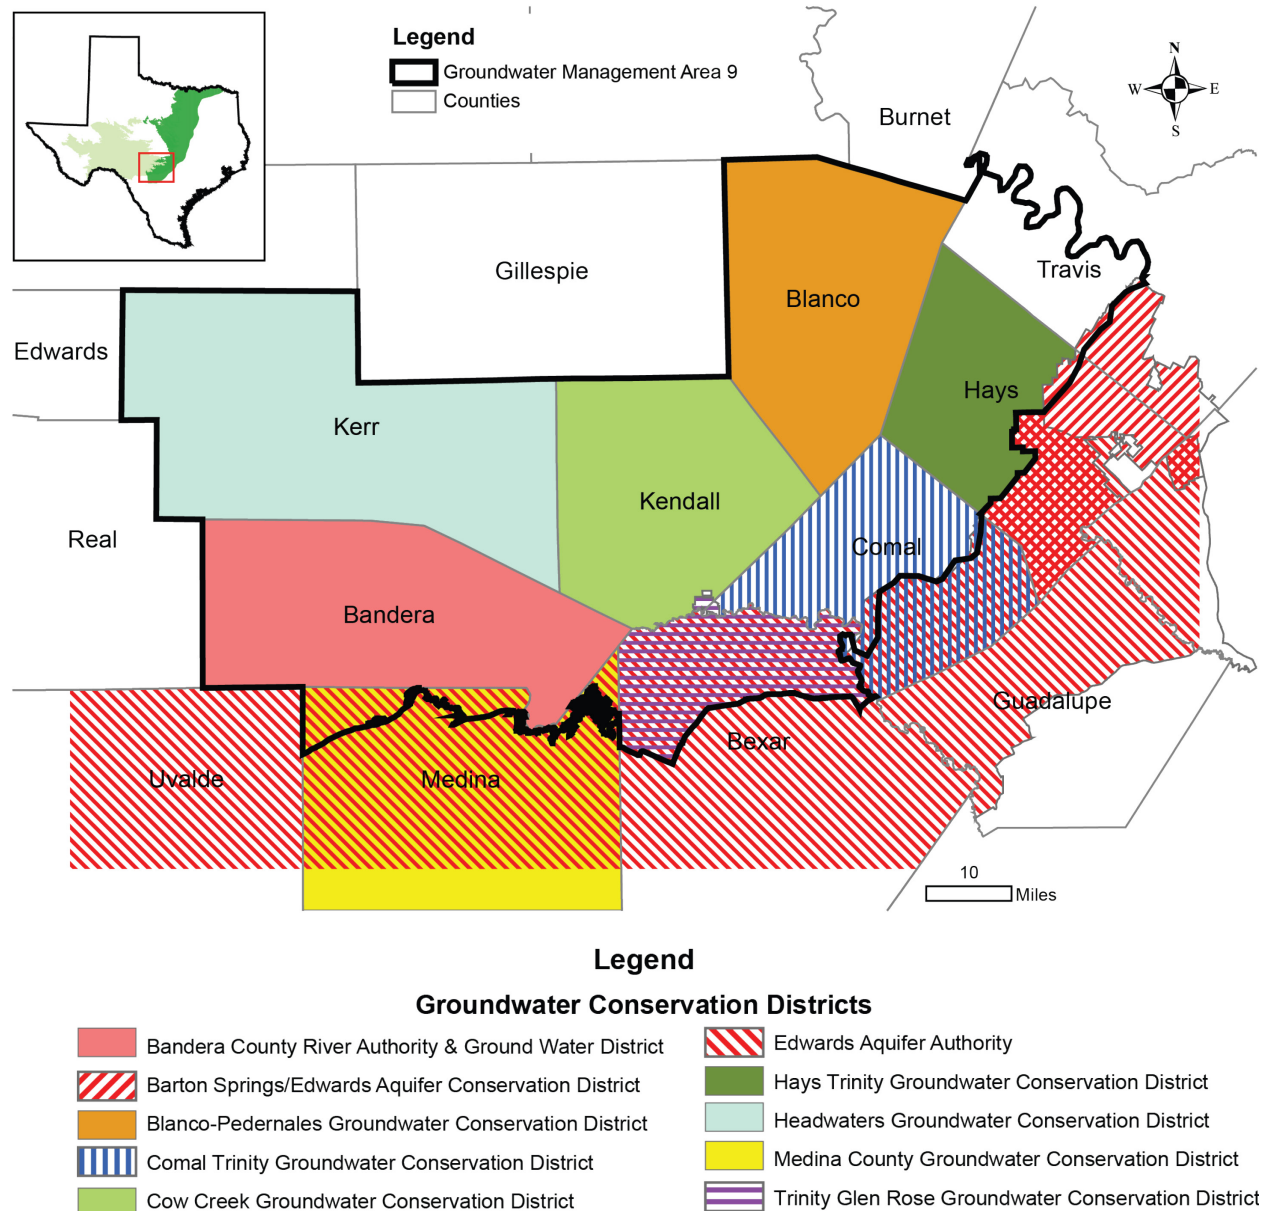 Legend
Groundwater Management Area 9
Counties
N
W
E
S
Burnet
Travis
Gillespie
Blanco
Edwards
Hays
Kerr
Kendall
Real
Comal
Bandera
Guadalupe
Bexar
Uvalde
Medina
10
Miles
Legend
Groundwater Conservation Districts
Bandera County River Authority & Ground Water District
Barton Springs/Edwards Aquifer Conservation District
Blanco-Pedernales Groundwater Conservation District
Comal Trinity Groundwater Conservation District
Cow Creek Groundwater Conservation District
Edwards Aquifer Authority
Hays Trinity Groundwater Conservation District
Headwaters Groundwater Conservation District
Medina County Groundwater Conservation District
Trinity Glen Rose Groundwater Conservation District